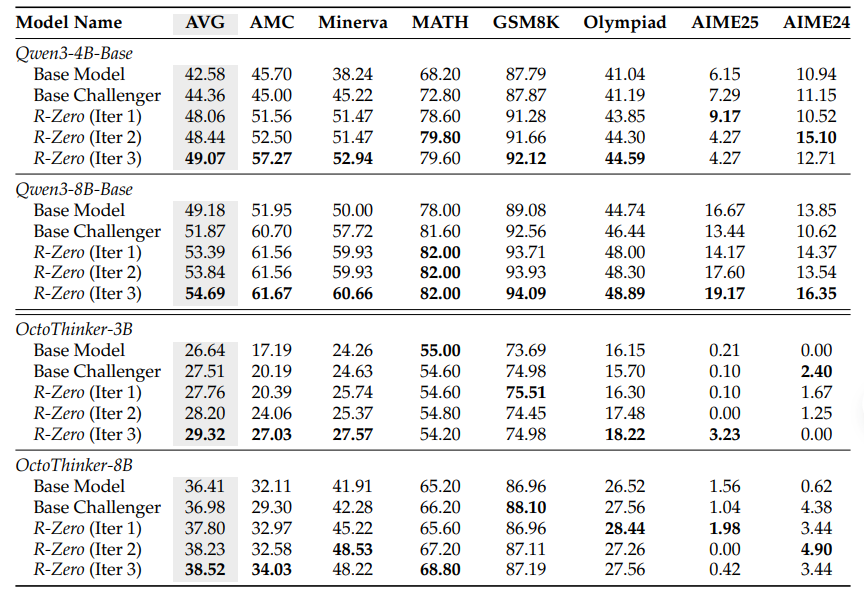 Model Name AVG AMC Minerva MATH GSM8K Olympiad AIME25 AIME24
Qwen3-4B-Base
Base Model 42.58 45.70 38.24 68.20 87.79 41.04 6.15 10.94
Base Challenger 44.36 45.00 45.22 72.80 87.87 41.19 7.29 11.15
R-Zero (Iter 1) 48.06 51.56 51.47 78.60 91.28 43.85 9.17 10.52
R-Zero (Iter 2) 48.44 52.50 51.47 79.80 91.66 44.30 4.27 15.10
R-Zero (Iter 3) 49.07 57.27 52.94 79.60 92.12 44.59 4.27 12.71
Qwen3-8B-Base
Base Model 49.18 51.95 50.00 78.00 89.08 44.74 16.67 13.85
Base Challenger 51.87 60.70 57.72 81.60 92.56 46.44 13.44 10.62
R-Zero (Iter 1) 53.39 61.56 59.93 82.00 93.71 48.00 14.17 14.37
R-Zero (Iter 2) 53.84 61.56 59.93 82.00 93.93 48.30 17.60 13.54
R-Zero (Iter 3) 54.69 61.67 60.66 82.00 94.09 48.89 19.17 16.35
OctoThinker-3B
Base Model 26.64 17.19 24.26 55.00 73.69 16.15 0.21 0.00
Base Challenger 27.51 20.19 24.63 54.60 74.98 15.70 0.10 2.40
R-Zero (Iter 1) 27.76 20.39 25.74 54.60 75.51 16.30 0.10 1.67
R-Zero (Iter 2) 28.20 24.06 25.37 54.80 74.45 17.48 0.00 1.25
R-Zero (Iter 3) 29.32 27.03 27.57 54.20 74.98 18.22 3.23 0.00
OctoThinker-8B
Base Model 36.41 32.11 41.91 65.20 86.96 26.52 1.56 0.62
Base Challenger 36.98 29.30 42.28 66.20 88.10 27.56 1.04 4.38
R-Zero (Iter 1) 37.80 32.97 45.22 65.60 86.96 28.44 1.98 3.44
R-Zero (Iter 2) 38.23 32.58 48.53 67.20 87.11 27.26 0.00 4.90
R-Zero (Iter 3) 38.52 34.03 48.22 68.80 87.19 27.56 0.42 3.44